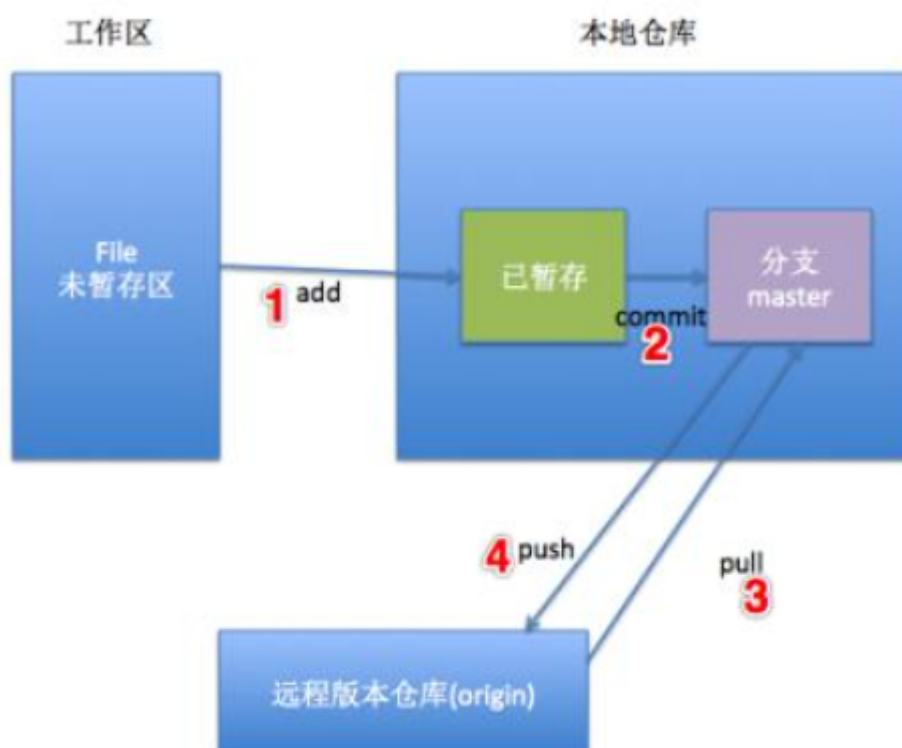 工作区
本地仓库
File
未暂存区
1 add
已暂存
commit
2
分支
master
4 push
pull
3
远程版本仓库(origin)